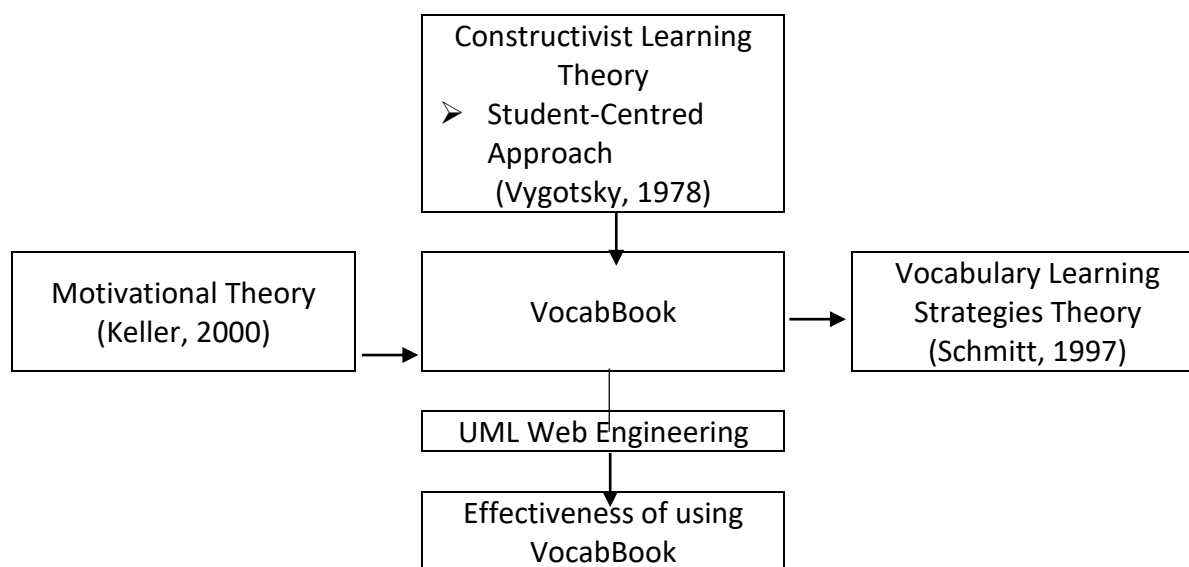 Constructivist Learning
Theory
➢ Student-Centred
Approach
(Vygotsky, 1978)
Motivational Theory
(Keller, 2000)
VocabBook
Vocabulary Learning
Strategies Theory
(Schmitt, 1997)
UML Web Engineering
Effectiveness of using
VocabBook